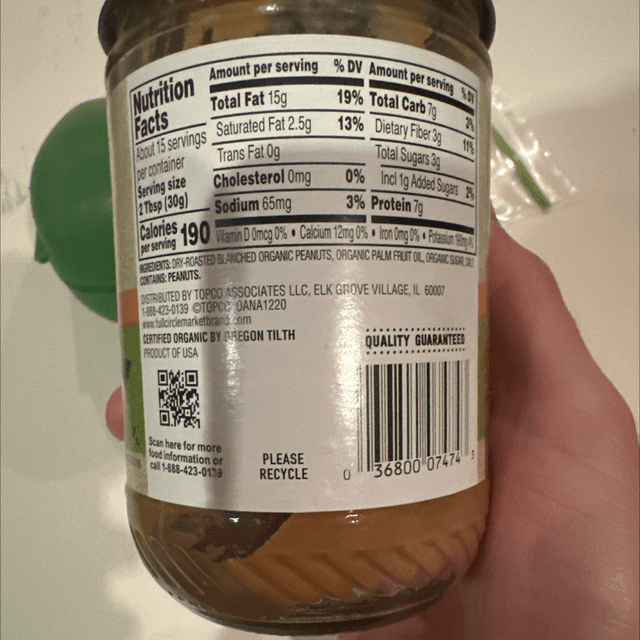 Nutrition
Facts
About 15 servings
per container
Serving size
2 Tbsp (30g)
Calories
per serving 190
Amount per serving % DV
Total Fat 15g 19%
Saturated Fat 2.5g 13%
Trans Fat 0g
Cholesterol 0mg 0%
Sodium 65mg 3%
Amount per serving % DV
Total Carb 7g 3%
Dietary Fiber 3g 11%
Total Sugars 3g
Incl 1g Added Sugars 2%
Protein 7g
Vitamin D 0mcg 0% • Calcium 12mg 0% • Iron 0mg 0% • Potassium 190mg 4%
INGREDIENTS: DRY-ROASTED BLANCHED ORGANIC PEANUTS, ORGANIC PALM FRUIT OIL, ORGANIC SUGAR, SALT.
CONTAINS: PEANUTS.
DISTRIBUTED BY TOPCO ASSOCIATES LLC, ELK GROVE VILLAGE, IL 60007
1-888-423-0139 ©TOPCO OANA1220
www.fullcirclemarketbrand.com
CERTIFIED ORGANIC BY OREGON TILTH
PRODUCT OF USA
QUALITY GUARANTEED
Scan here for more
food information or
call 1-888-423-0139
PLEASE
RECYCLE
0 36800 07474 3